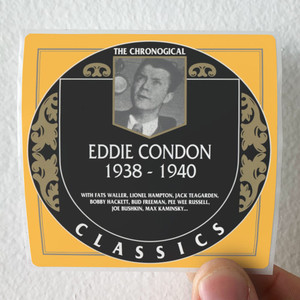 THE CHRONOGICAL
EDDIE CONDON
1938 - 1940
WITH FATS WALLER, LIONEL HAMPTON, JACK TEAGARDEN,
BOBBY HACKETT, BUD FREEMAN, PEE WEE RUSSELL,
JOE BUSHKIN, MAX KAMINSKY...
CLASSICS